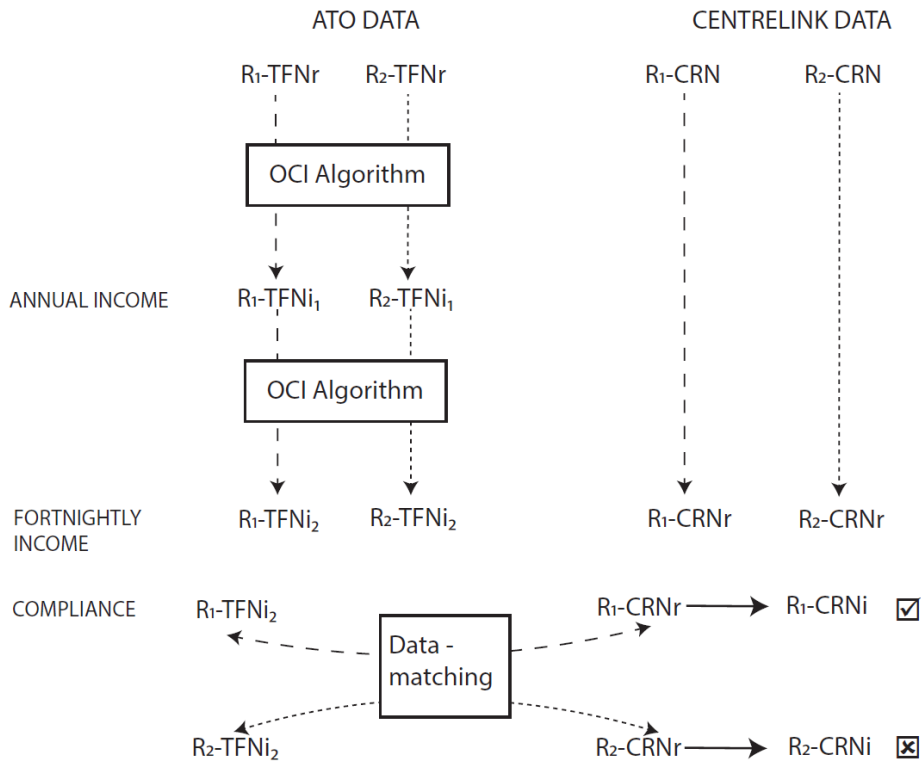 ATO DATA CENTRELINK DATA
R₁-TFNr R₂-TFNr R₁-CRN R₂-CRN
OCI Algorithm
ANNUAL INCOME R₁-TFNi₁ R₂-TFNi₁
OCI Algorithm
FORTNIGHTLY
INCOME
R₁-TFNi₂ R₂-TFNi₂ R₁-CRNr R₂-CRNr
COMPLIANCE R₁-TFNi₂ R₁-CRNr R₁-CRNi
Data -
matching
R₂-TFNi₂ R₂-CRNr R₂-CRNi